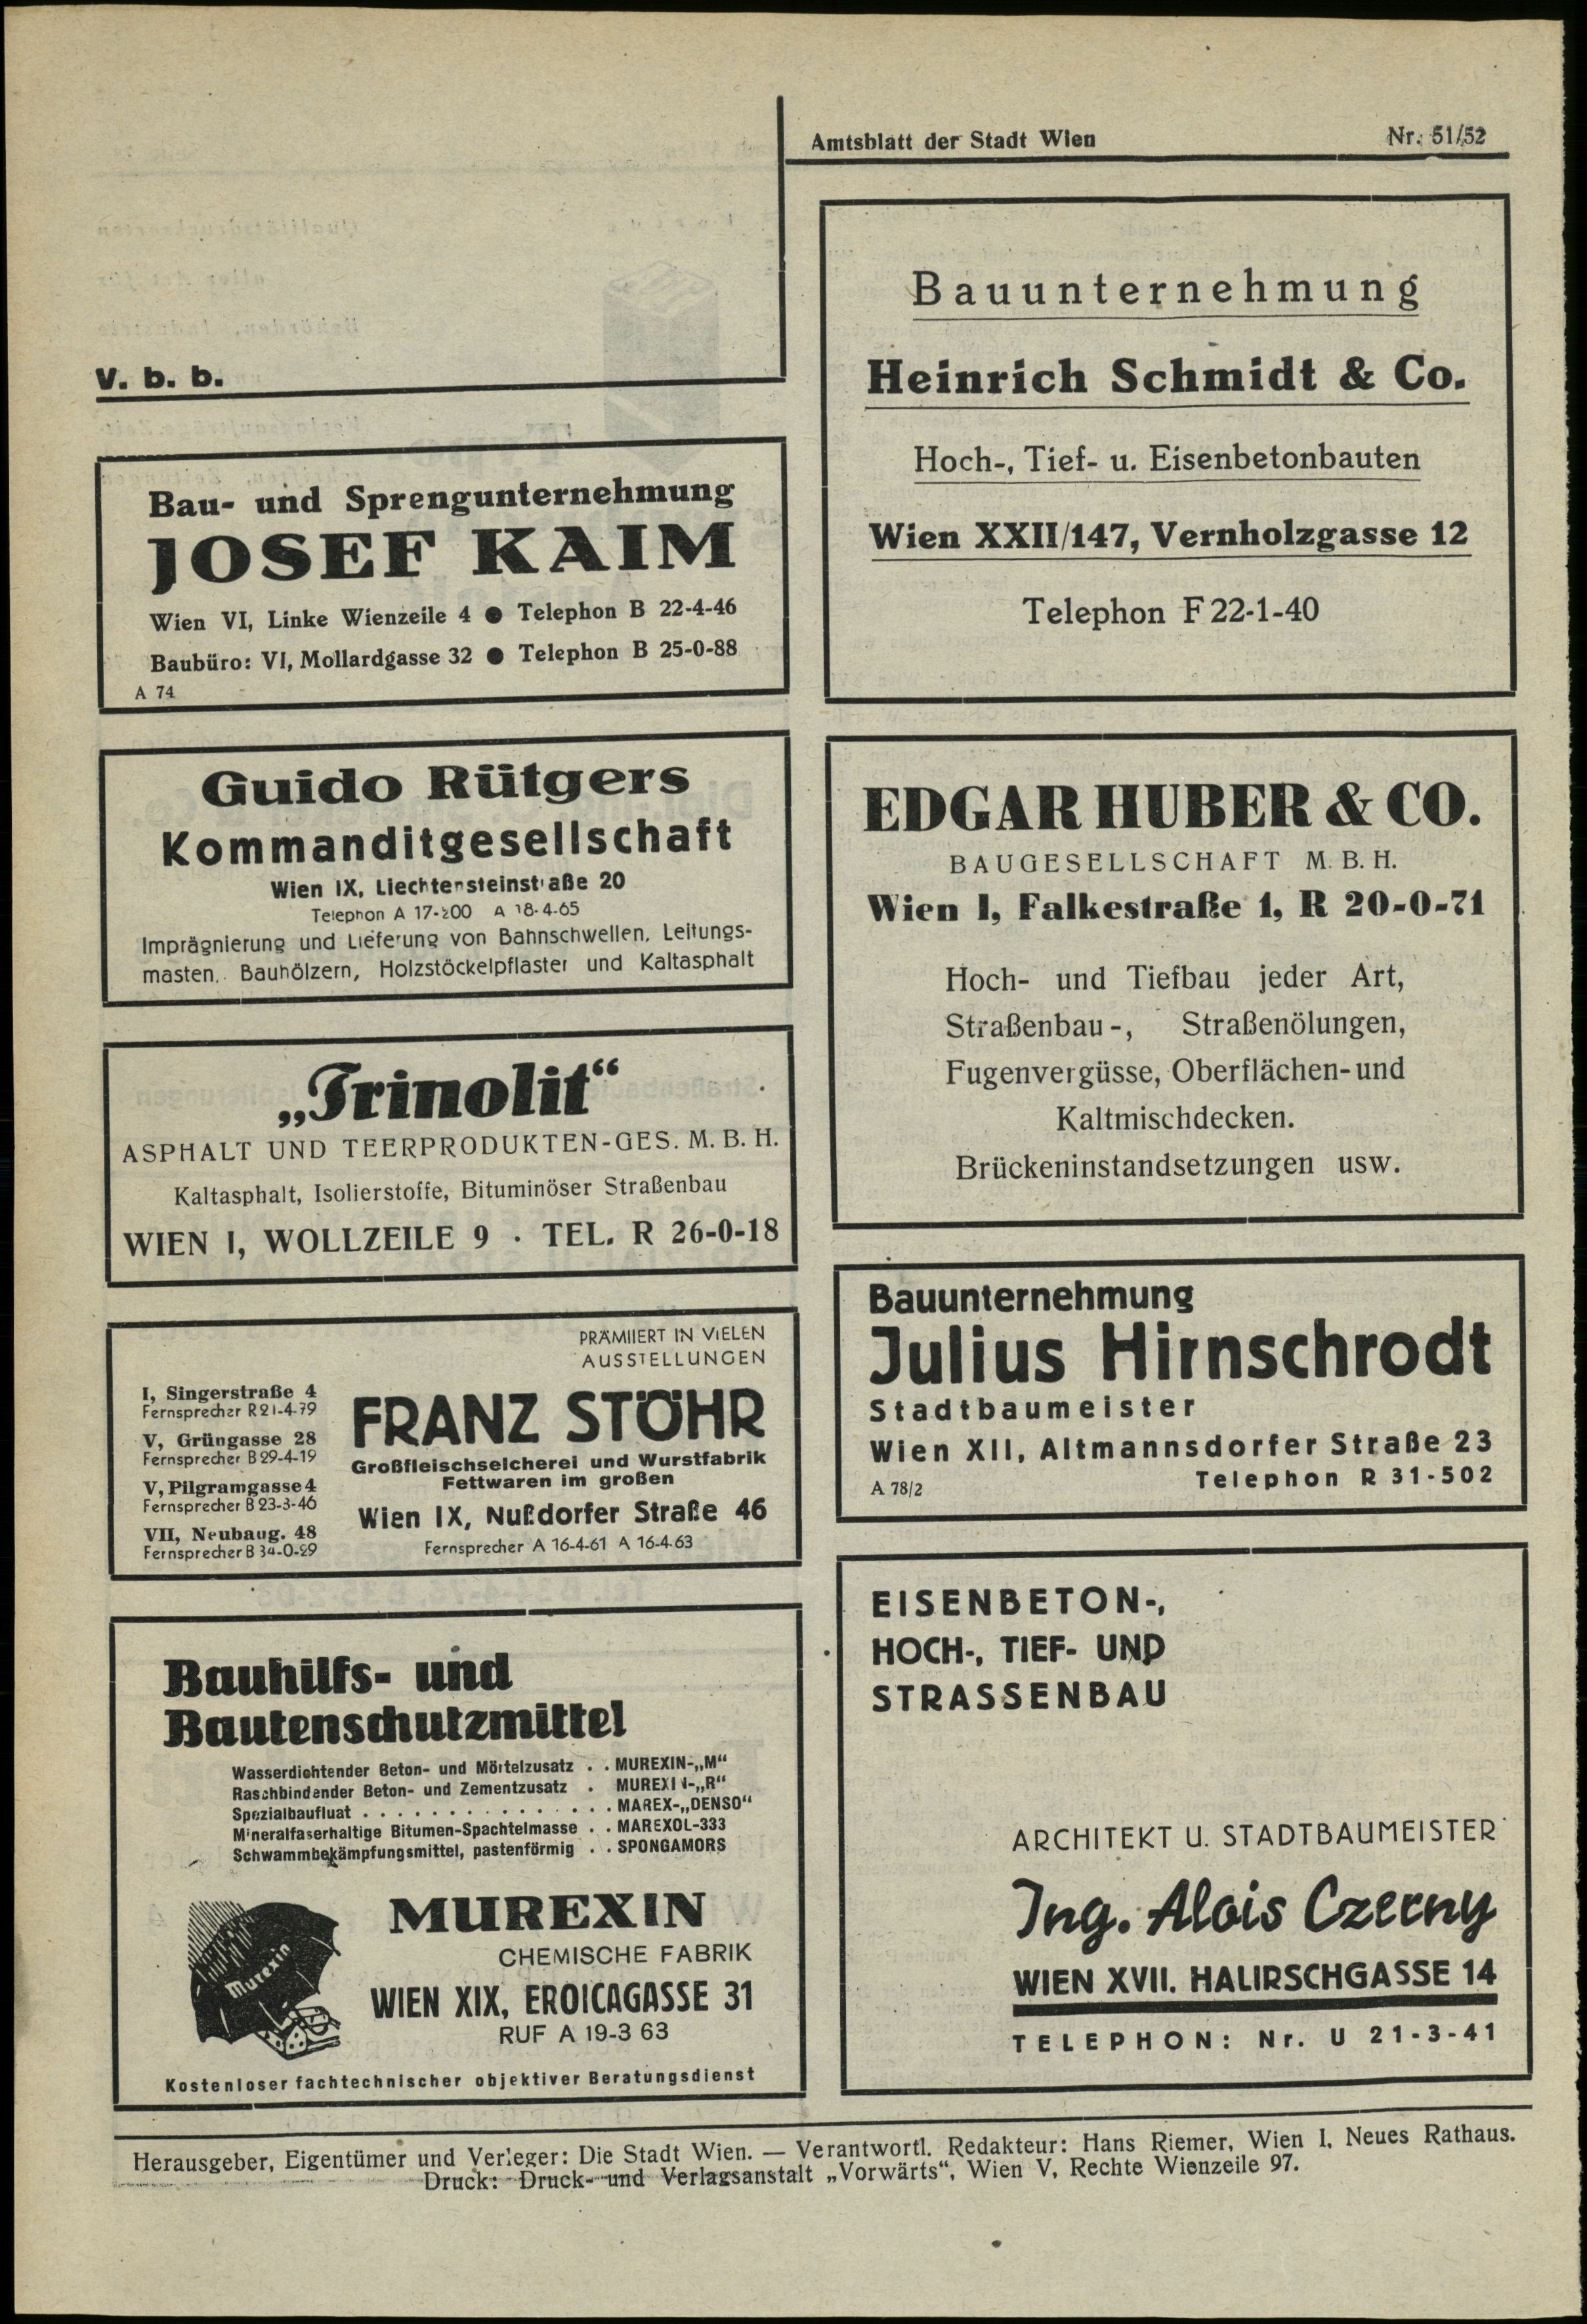 Amtsblatt der Stadt Wien Nr. 51/52
V. b. b.
Bau- und Sprengunternehmung
JOSEF KAIM
Wien VI, Linke Wienzeile 4 ● Telephon B 22-4-46
Baubüro: VI, Mollardgasse 32 ● Telephon B 25-0-88
A 74
Guido Rütgers
Kommanditgesellschaft
Wien IX, Liechtensteinstraße 20
Telephon A 17-200 A 18-4-65
Imprägnierung und Lieferung von Bahnschwellen, Leitungs-
masten, Bauhölzern, Holzstöckelpflaster und Kaltasphalt
„Trinolit“
ASPHALT UND TEERPRODUKTEN-GES. M. B. H.
Kaltasphalt, Isolierstoffe, Bituminöser Straßenbau
WIEN I, WOLLZEILE 9 · TEL. R 26-0-18
PRÄMIIERT IN VIELEN
AUSSTELLUNGEN
I, Singerstraße 4
Fernsprecher R 21-4-79
V, Grüngasse 28
Fernsprecher B 29-4-19
V, Pilgramgasse 4
Fernsprecher B 23-3-46
VII, Neubaug. 48
Fernsprecher B 34-0-29
FRANZ STÖHR
Großfleischselcherei und Wurstfabrik
Fettwaren im großen
Wien IX, Nußdorfer Straße 46
Fernsprecher A 16-4-61 A 16-4-63
Bauhilfs- und
Bautenschutzmittel
Wasserdichtender Beton- und Mörtelzusatz . . MUREXIN-„M“
Raschbindender Beton- und Zementzusatz . MUREXIN-„R“
Spezialbaufluat . . . . . . . . . . . . . . MAREX-„DENSO“
Mineralfaserhaltige Bitumen-Spachtelmasse . . MAREXOL-333
Schwammbekämpfungsmittel, pastenförmig . . SPONGAMORS
Murexin
MUREXIN
CHEMISCHE FABRIK
WIEN XIX, EROICAGASSE 31
RUF A 19-3 63
Kostenloser fachtechnischer objektiver Beratungsdienst
Bauunternehmung
Heinrich Schmidt & Co.
Hoch-, Tief- u. Eisenbetonbauten
Wien XXII/147, Vernholzgasse 12
Telephon F 22-1-40
EDGAR HUBER & CO.
BAUGESELLSCHAFT M. B. H.
Wien I, Falkestraße 1, R 20-0-71
Hoch- und Tiefbau jeder Art,
Straßenbau-, Straßenölungen,
Fugenvergüsse, Oberflächen- und
Kaltmischdecken.
Brückeninstandsetzungen usw.
Bauunternehmung
Julius Hirnschrodt
Stadtbaumeister
Wien XII, Altmannsdorfer Straße 23
A 78/2 Telephon R 31-502
EISENBETON-,
HOCH-, TIEF- UND
STRASSENBAU
ARCHITEKT U. STADTBAUMEISTER
Ing. Alois Czerny
WIEN XVII. HALIRSCHGASSE 14
TELEPHON: Nr. U 21-3-41
Herausgeber, Eigentümer und Verleger: Die Stadt Wien. — Verantwortl. Redakteur: Hans Riemer, Wien I, Neues Rathaus.
Druck: Druck- und Verlagsanstalt „Vorwärts“, Wien V, Rechte Wienzeile 97.